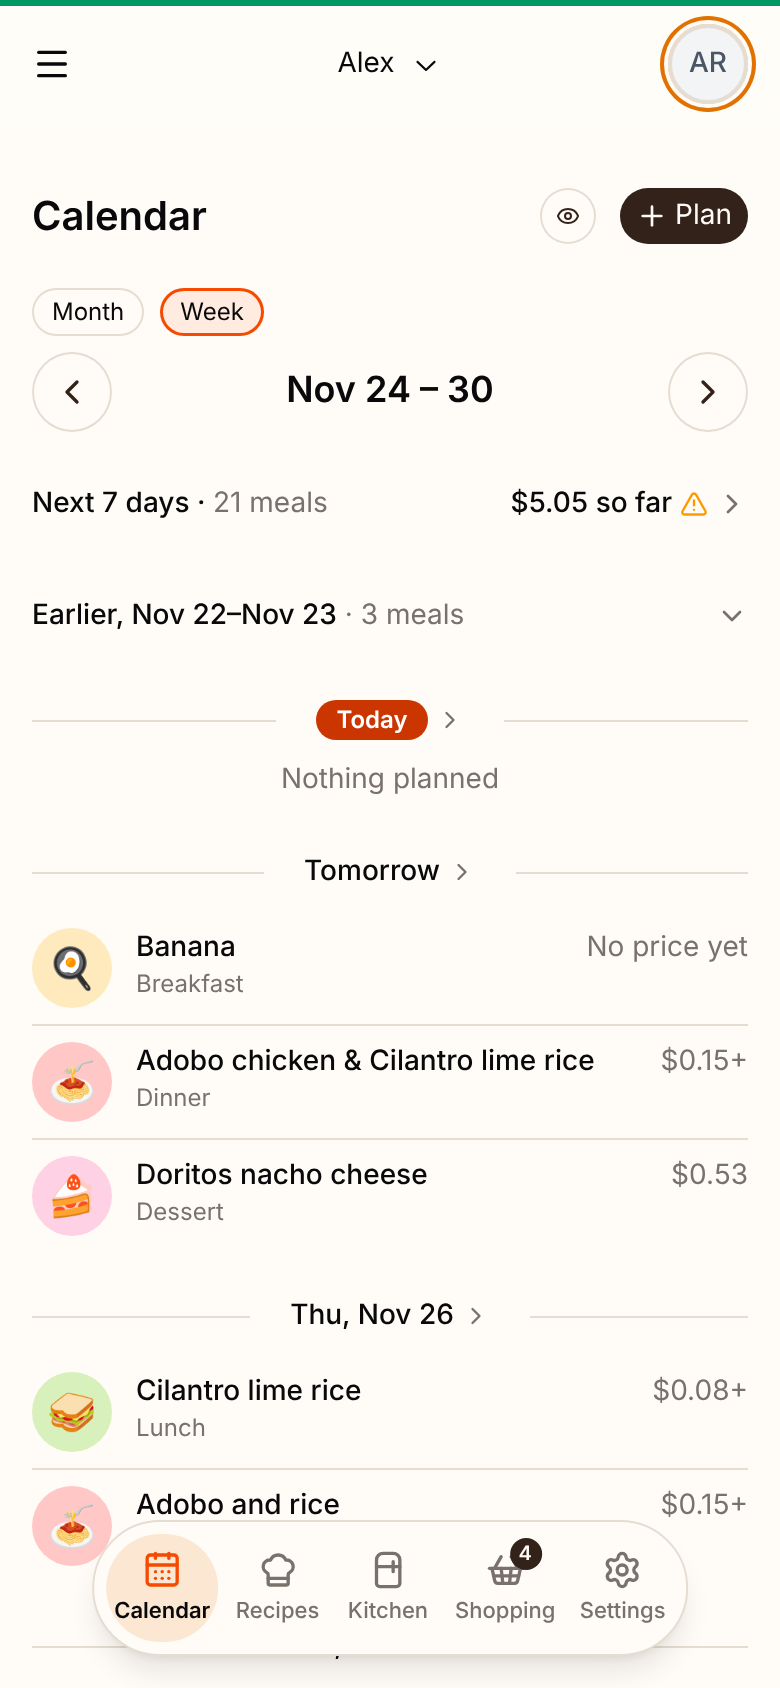 Alex
AR
Calendar
+ Plan
Month
Week
Nov 24 – 30
Next 7 days · 21 meals
$5.05 so far
Earlier, Nov 22–Nov 23 · 3 meals
Today
Nothing planned
Tomorrow
Banana
No price yet
Breakfast
Adobo chicken & Cilantro lime rice
$0.15+
Dinner
Doritos nacho cheese
$0.53
Dessert
Thu, Nov 26
Cilantro lime rice
$0.08+
Lunch
Adobo and rice
$0.15+
4
Calendar
Recipes
Kitchen
Shopping
Settings